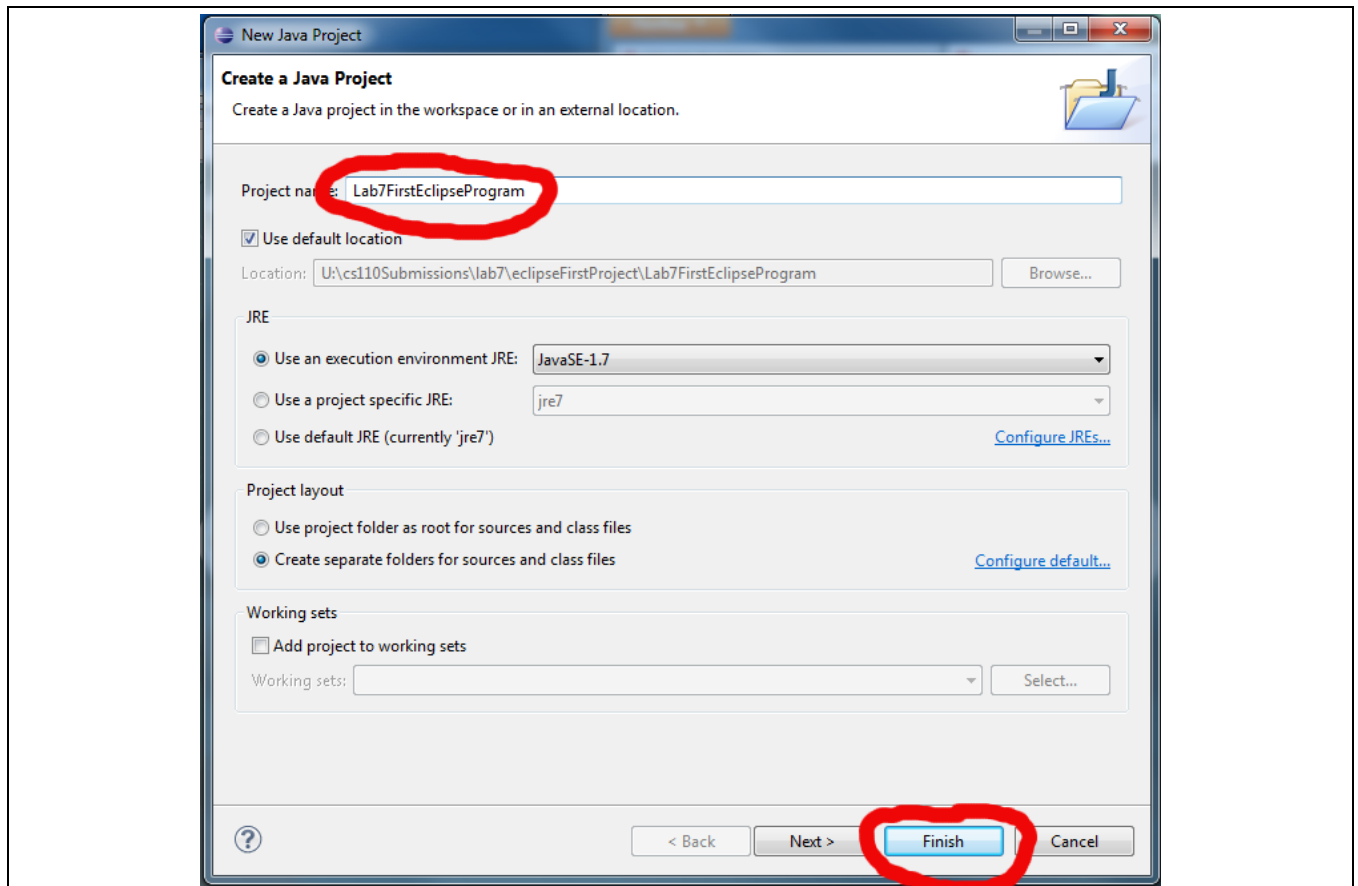 New Java Project
Create a Java Project
Create a Java project in the workspace or in an external location.
Project name: Lab7FirstEclipseProgram
Use default location
Location: U:\cs110Submissions\lab7\eclipseFirstProject\Lab7FirstEclipseProgram Browse...
JRE
Use an execution environment JRE: JavaSE-1.7
Use a project specific JRE: jre7
Use default JRE (currently 'jre7') Configure JREs...
Project layout
Use project folder as root for sources and class files
Create separate folders for sources and class files Configure default...
Working sets
Add project to working sets
Working sets: Select...
? < Back Next > Finish Cancel